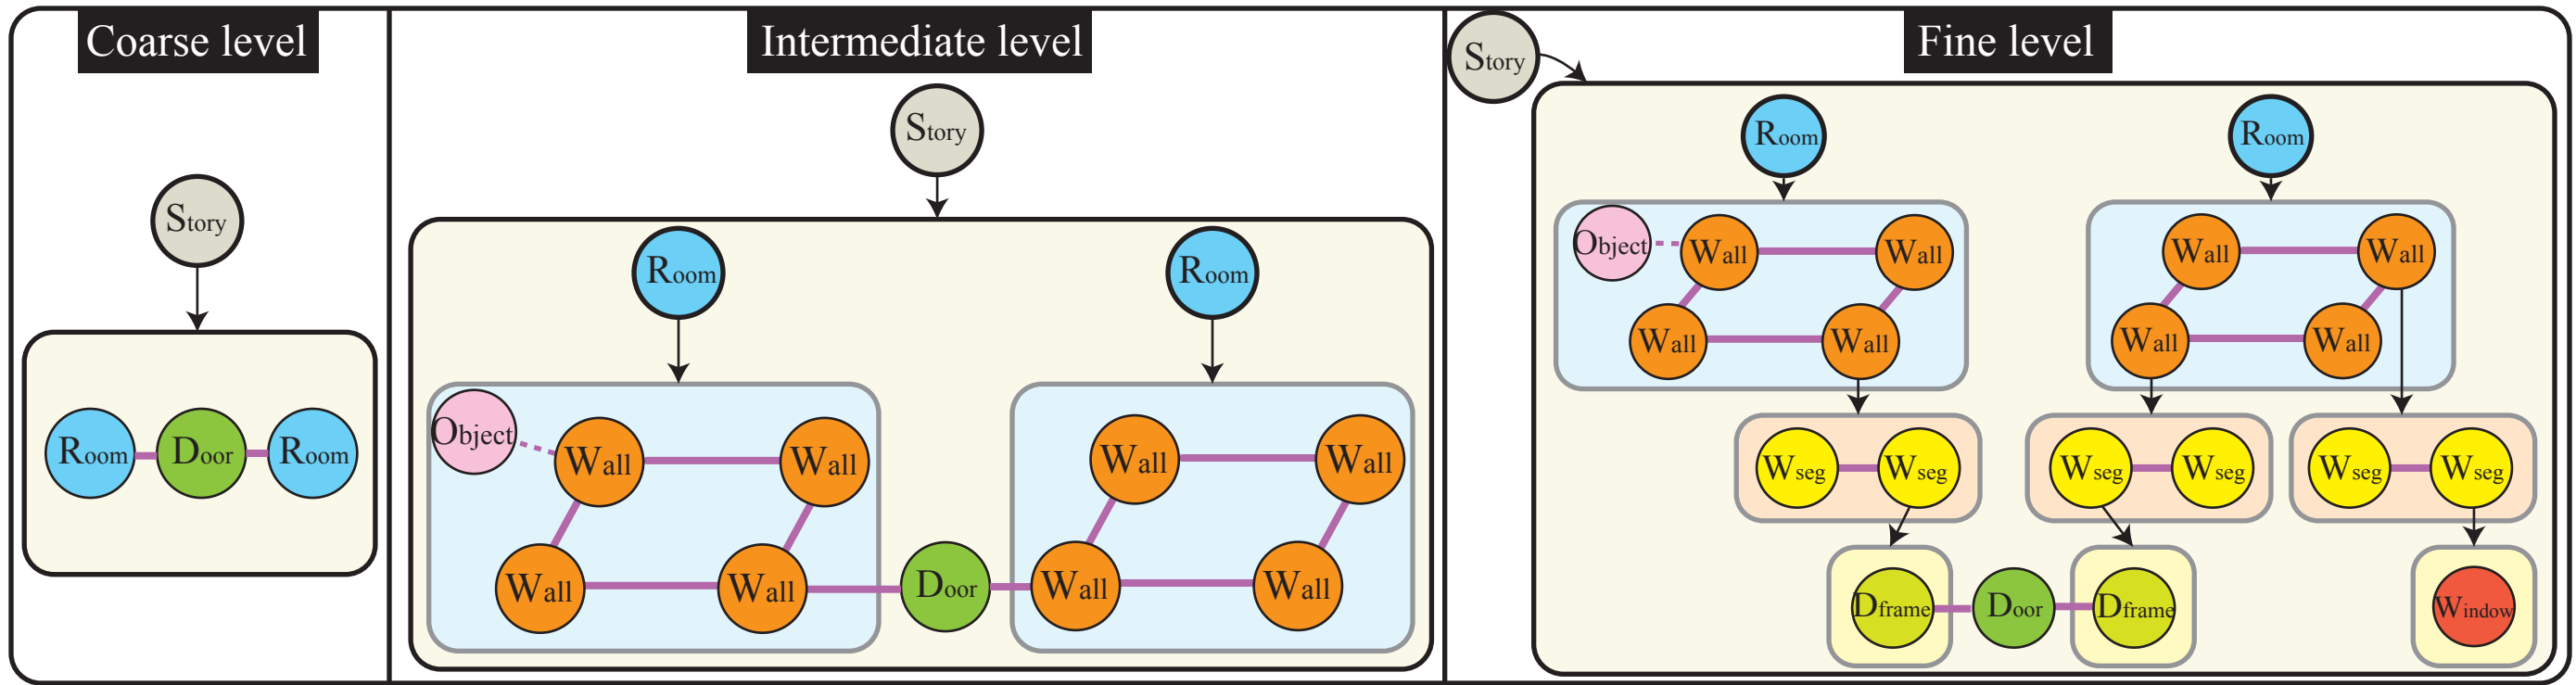 Coarse level
Story
Room Door Room
Intermediate level
Story
Room Room
Object Wall Wall Wall Wall
Wall Wall Door Wall Wall
Fine level
Story
Room Room
Object Wall Wall Wall Wall
Wall Wall Wall Wall
Wseg Wseg Wseg Wseg Wseg Wseg
Dframe Door Dframe Window